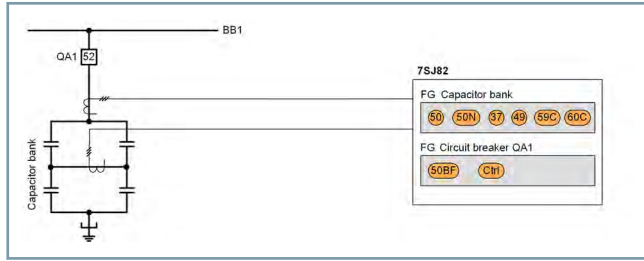 BB1
QA1 52
7SJ82
FG Capacitor bank
50 50N 37 49 59C 60C
FG Circuit breaker QA1
50BF Ctrl
Capacitor bank